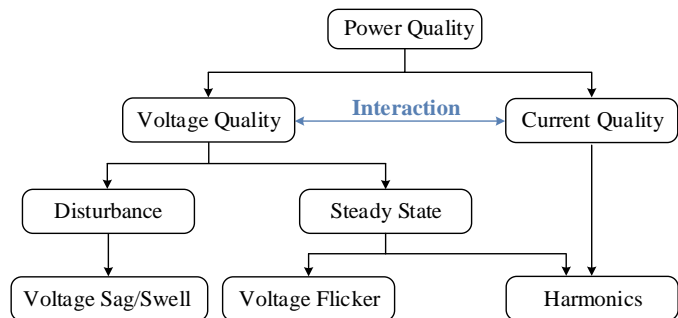 Power Quality
Interaction
Voltage Quality
Current Quality
Disturbance
Steady State
Voltage Sag/Swell
Voltage Flicker
Harmonics